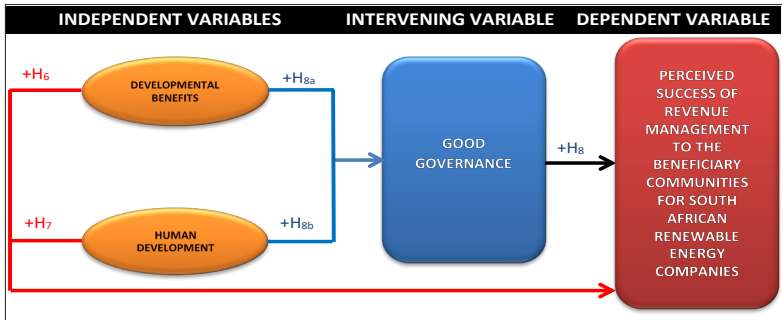 INDEPENDENT VARIABLES
INTERVENING VARIABLE
DEPENDENT VARIABLE
+H6
DEVELOPMENTAL
BENEFITS
+H8a
+H7
HUMAN
DEVELOPMENT
+H8b
GOOD
GOVERNANCE
+H8
PERCEIVED
SUCCESS OF
REVENUE
MANAGEMENT
TO THE
BENEFICIARY
COMMUNITIES
FOR SOUTH
AFRICAN
RENEWABLE
ENERGY
COMPANIES